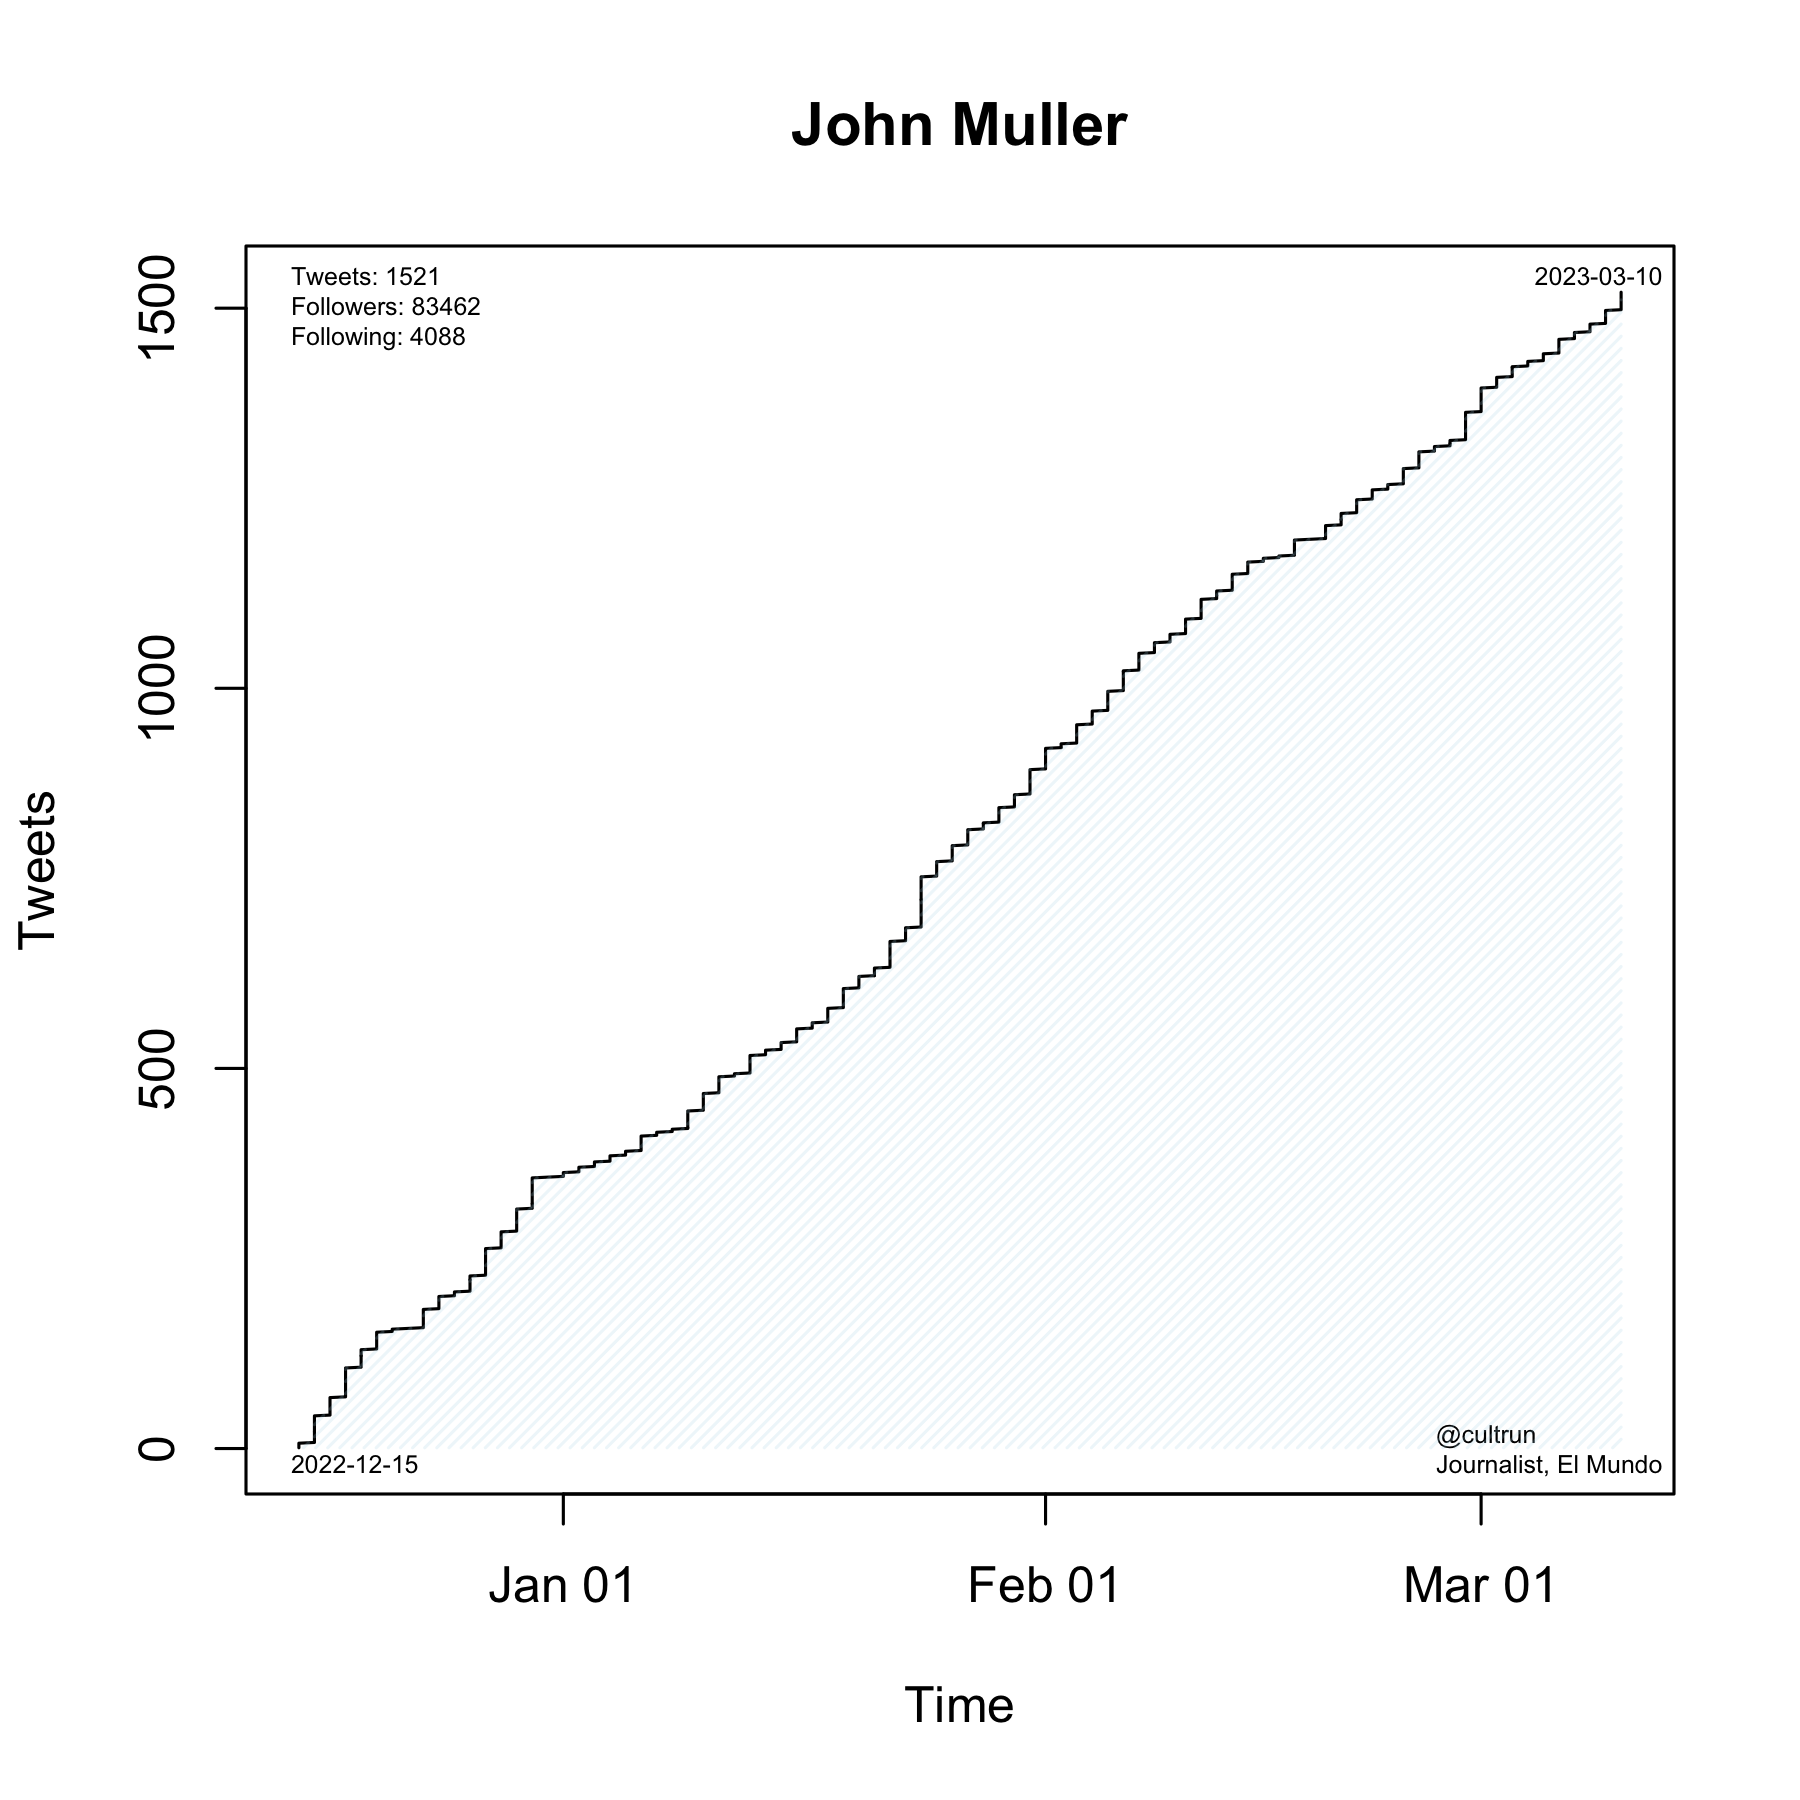 John Muller
Tweets: 1521
Followers: 83462
Following: 4088
2023-03-10
1500
1000
500
0
Tweets
2022-12-15
@cultrun
Journalist, El Mundo
Jan 01
Feb 01
Mar 01
Time